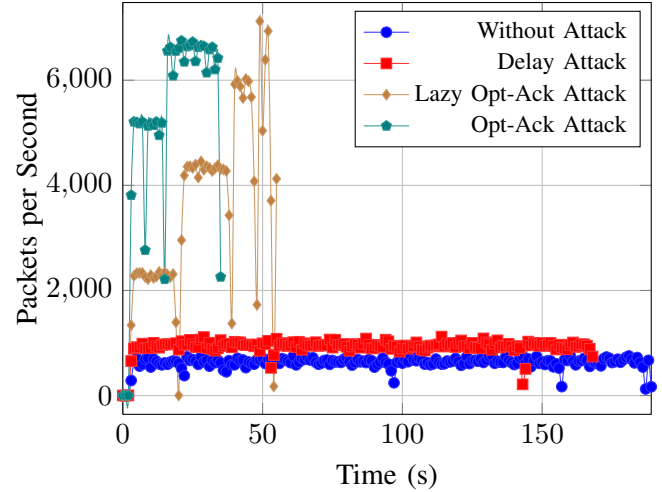 Without Attack
Delay Attack
Lazy Opt-Ack Attack
Opt-Ack Attack
Packets per Second
6,000
4,000
2,000
0
0
50
100
150
Time (s)